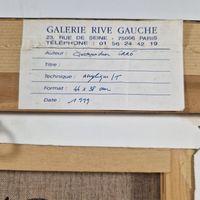 GALERIE RIVE GAUCHE
23, RUE DE SEINE - 75006 PARIS
TÉLÉPHONE : 01 56 24 42 19
Auteur :
Titre :
Technique : Acrylique/T
Format : 46 x 38 cm
Date : 1999